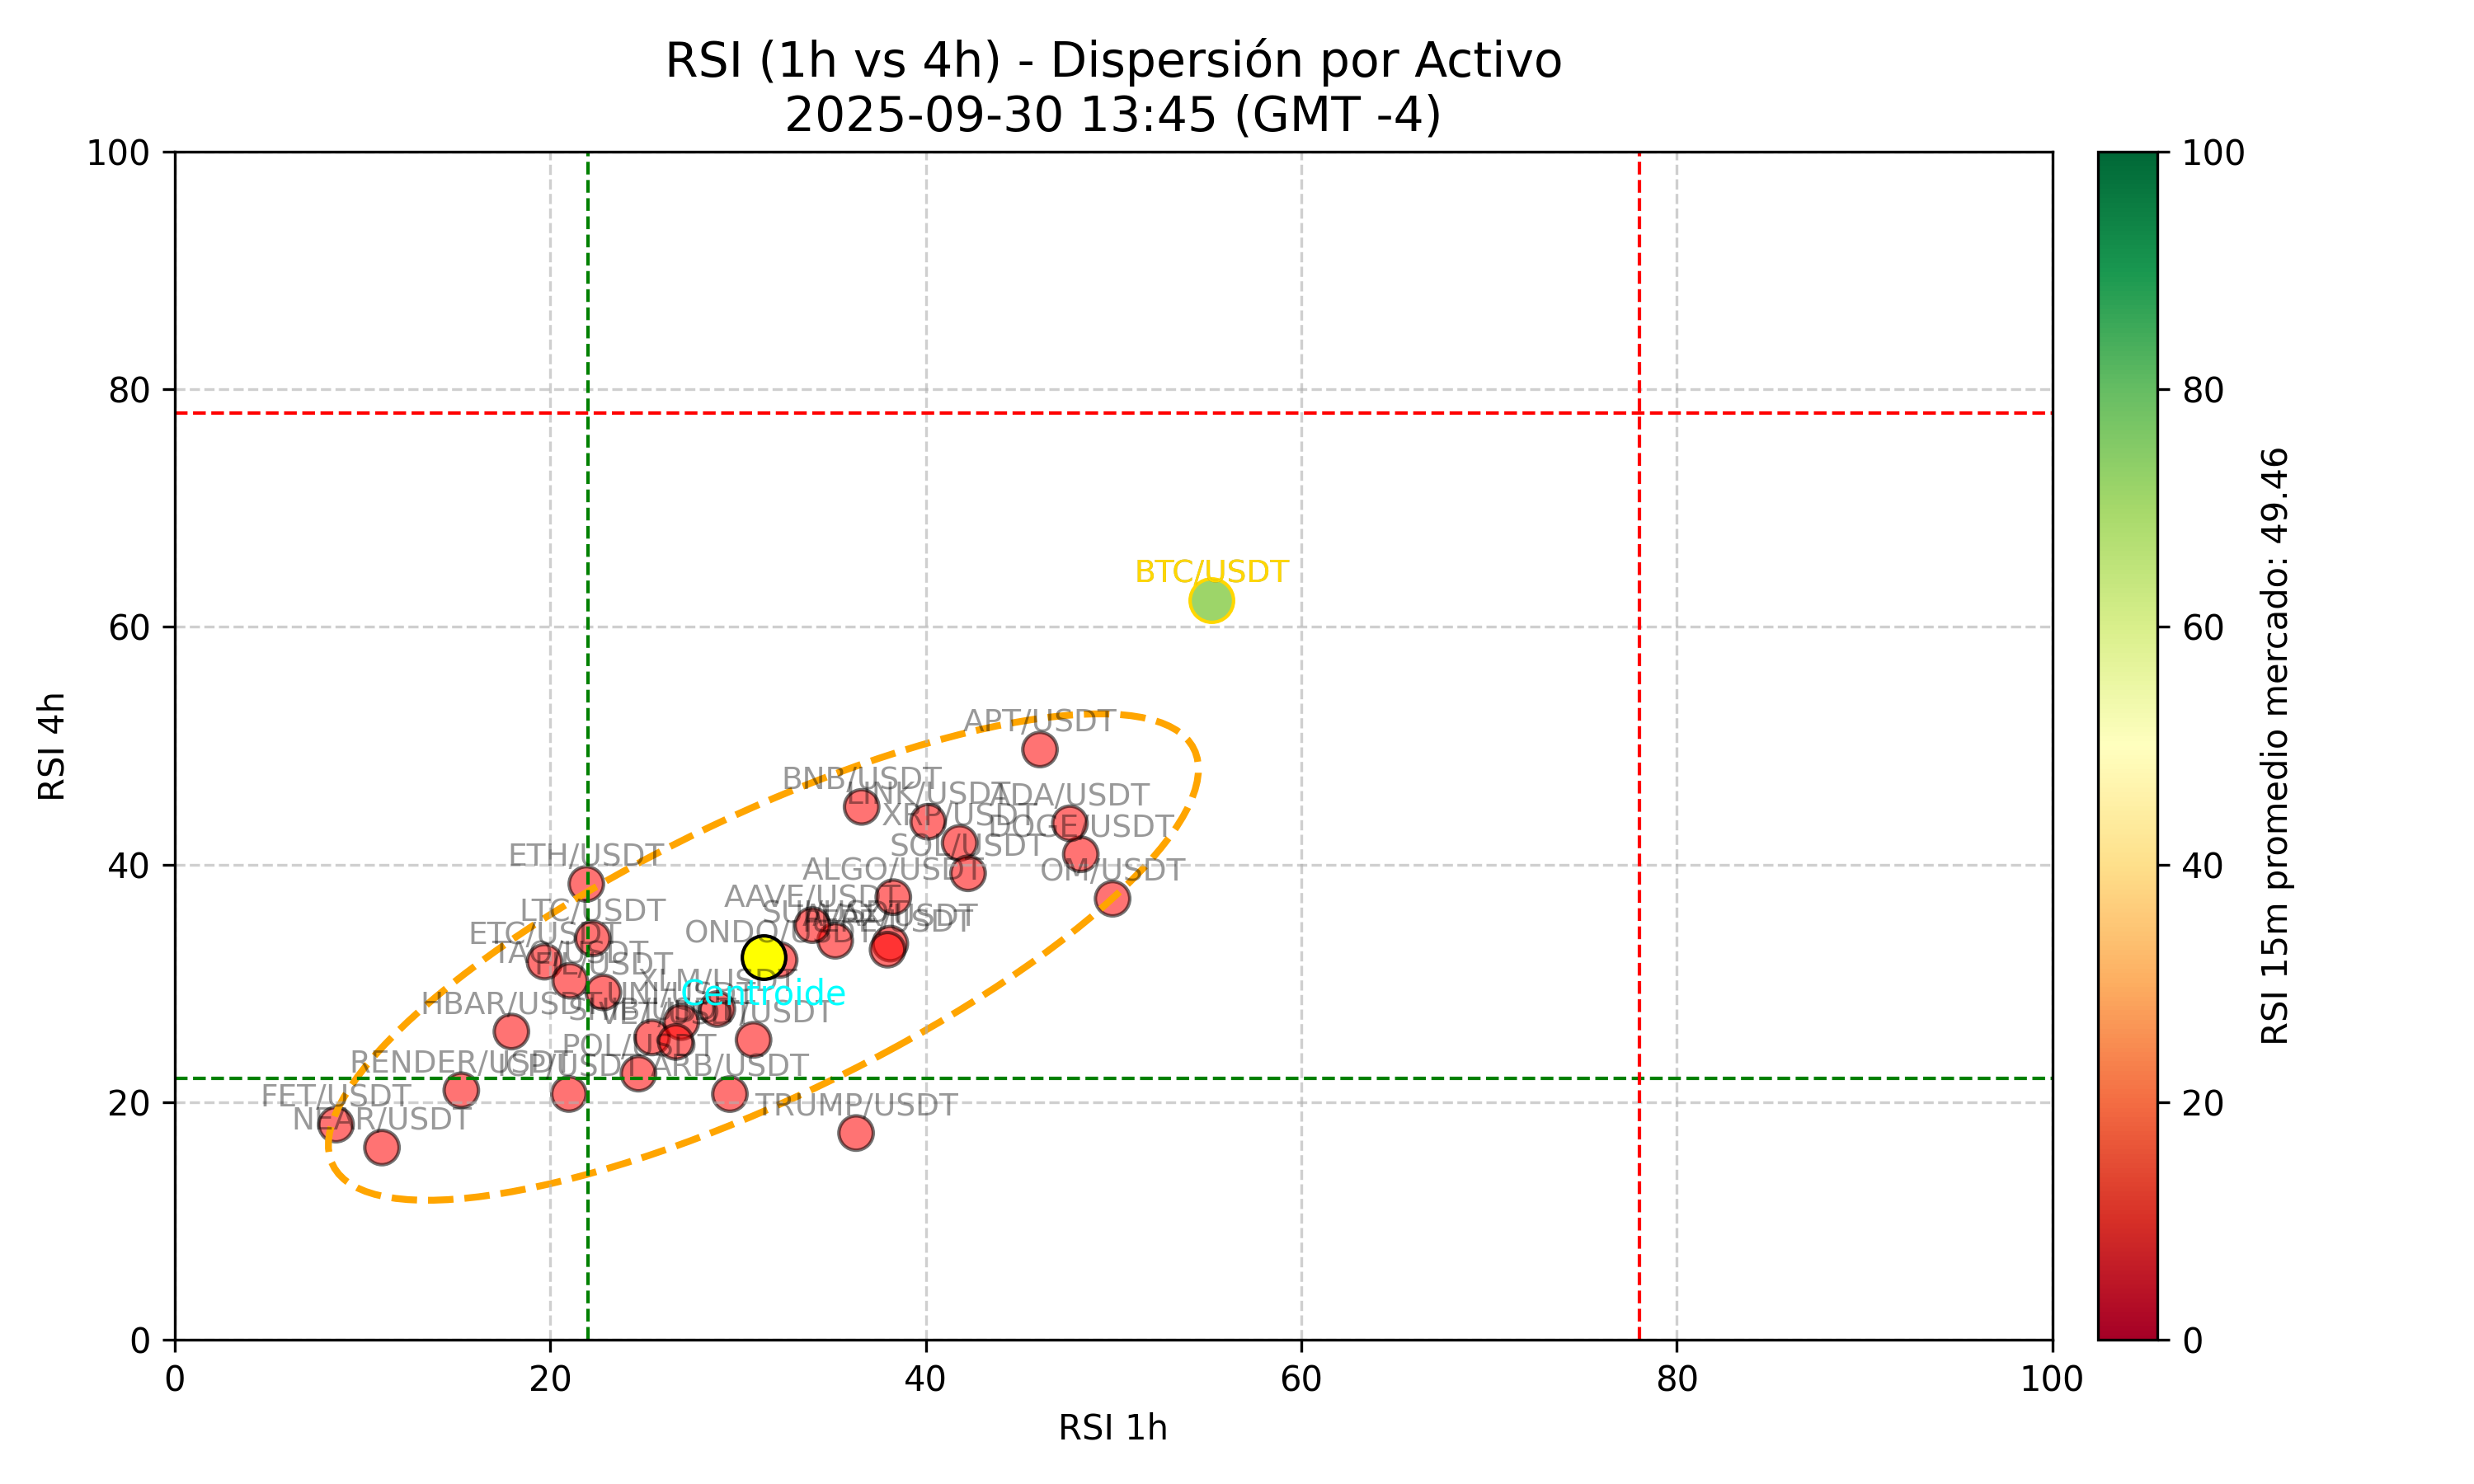 RSI (1h vs 4h) - Dispersión por Activo
2025-09-30 13:45 (GMT -4)
100
80
60
40
20
0
RSI 4h
0
20
40
60
80
100
RSI 1h
100
80
60
40
20
0
RSI 15m promedio mercado: 49.46
BTC/USDT
APT/USDT
BNB/USDT
LINK/USDT
ADA/USDT
XRP/USDT
DOGE/USDT
SOL/USDT
ETH/USDT
ALGO/USDT
OM/USDT
AAVE/USDT
LTC/USDT
ETC/USDT
ONDO/USDT
TAO/USDT
XLM/USDT
Centroide
HBAR/USDT
POL/USDT
RENDER/USDT
ICP/USDT
ARB/USDT
FET/USDT
TRUMP/USDT
NEAR/USDT